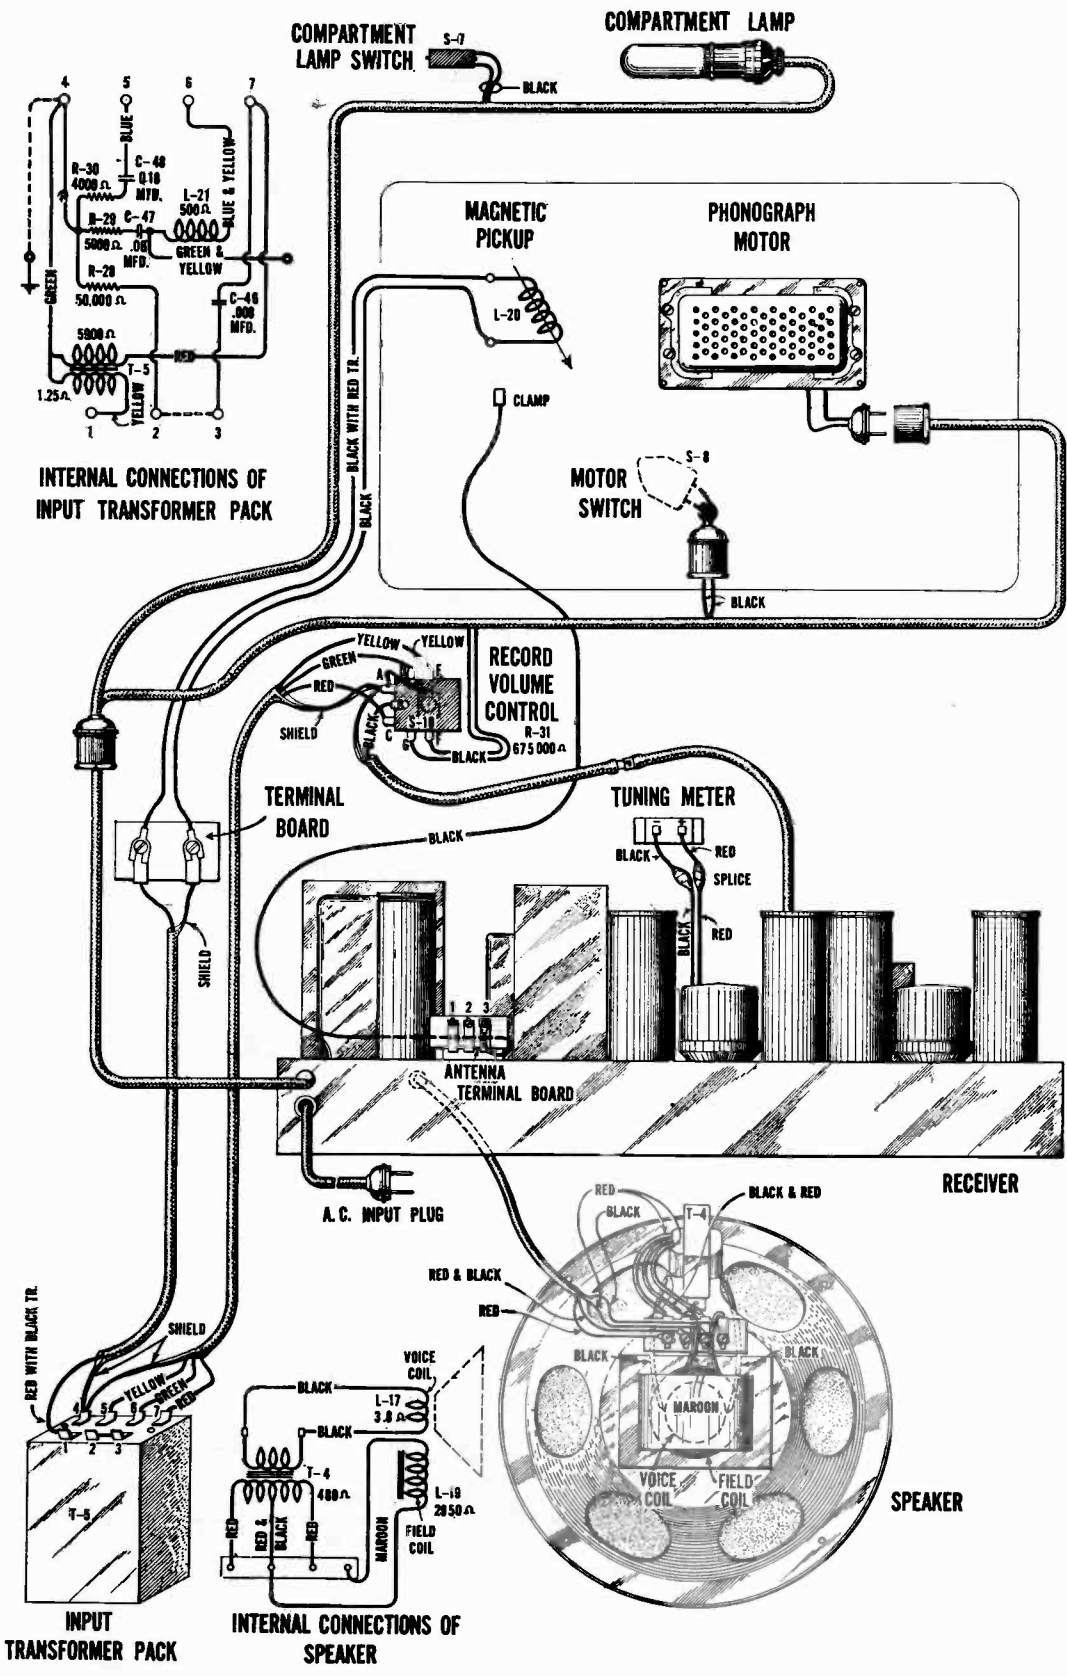 COMPARTMENT LAMP
COMPARTMENT
LAMP SWITCH
S-7
BLACK
4 5 6 7
BLUE
BLUE & YELLOW
R-30
4000 Ω
C-48
0.18
MFD.
L-21
500 Ω
R-29
5900 Ω
C-47
.05
MFD.
GREEN &
YELLOW
GREEN
R-28
50,000 Ω
C-46
.008
MFD.
5900 Ω
RED
T-5
1.25 Ω
YELLOW
1 2 3
INTERNAL CONNECTIONS OF
INPUT TRANSFORMER PACK
MAGNETIC
PICKUP
L-20
CLAMP
PHONOGRAPH
MOTOR
BLACK WITH RED TR.
BLACK
S-8
MOTOR
SWITCH
BLACK
YELLOW
YELLOW
GREEN
RED
SHIELD
A
E
BLACK
C
S-10
G
F
BLACK
RECORD
VOLUME
CONTROL
R-31
675000 Ω
TERMINAL
BOARD
BLACK
TUNING METER
- +
BLACK
RED
SPLICE
BLACK
RED
SHIELD
1 2 3
ANTENNA
TERMINAL BOARD
A.C. INPUT PLUG
RECEIVER
RED
BLACK
T-4
BLACK & RED
RED & BLACK
RED
BLACK
BLACK
MAROON
VOICE
COIL
FIELD
COIL
SPEAKER
RED WITH BLACK TR.
SHIELD
YELLOW
GREEN
RED
4 5 6 7
1 2 3
T-5
INPUT
TRANSFORMER PACK
VOICE
COIL
BLACK
L-17
3.8 Ω
BLACK
T-4
480 Ω
L-19
2850 Ω
FIELD
COIL
RED
RED &
BLACK
RED
MAROON
INTERNAL CONNECTIONS OF
SPEAKER